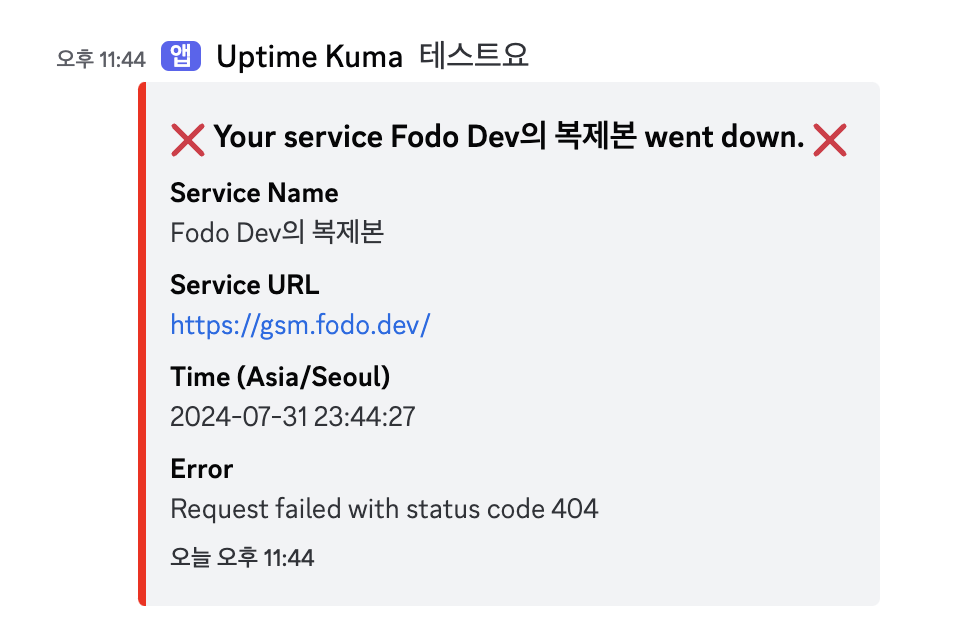 오후 11:44 앱 Uptime Kuma 테스트요
❌ Your service Fodo Dev의 복제본 went down. ❌
Service Name
Fodo Dev의 복제본
Service URL
https://gsm.fodo.dev/
Time (Asia/Seoul)
2024-07-31 23:44:27
Error
Request failed with status code 404
오늘 오후 11:44